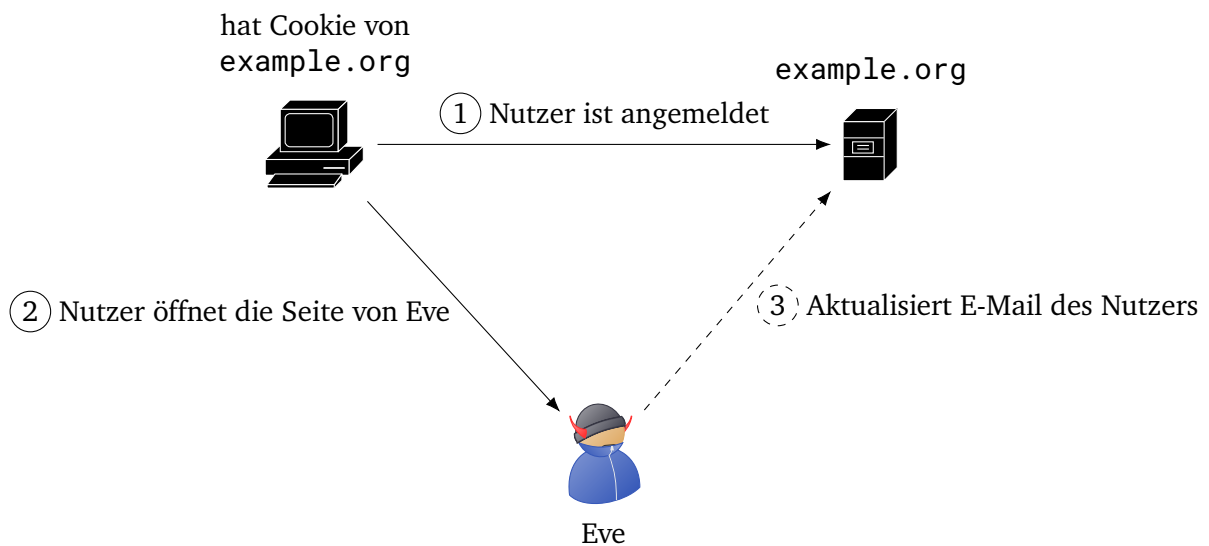 hat Cookie von
example.org
example.org
1 Nutzer ist angemeldet
2 Nutzer öffnet die Seite von Eve
3 Aktualisiert E-Mail des Nutzers
Eve